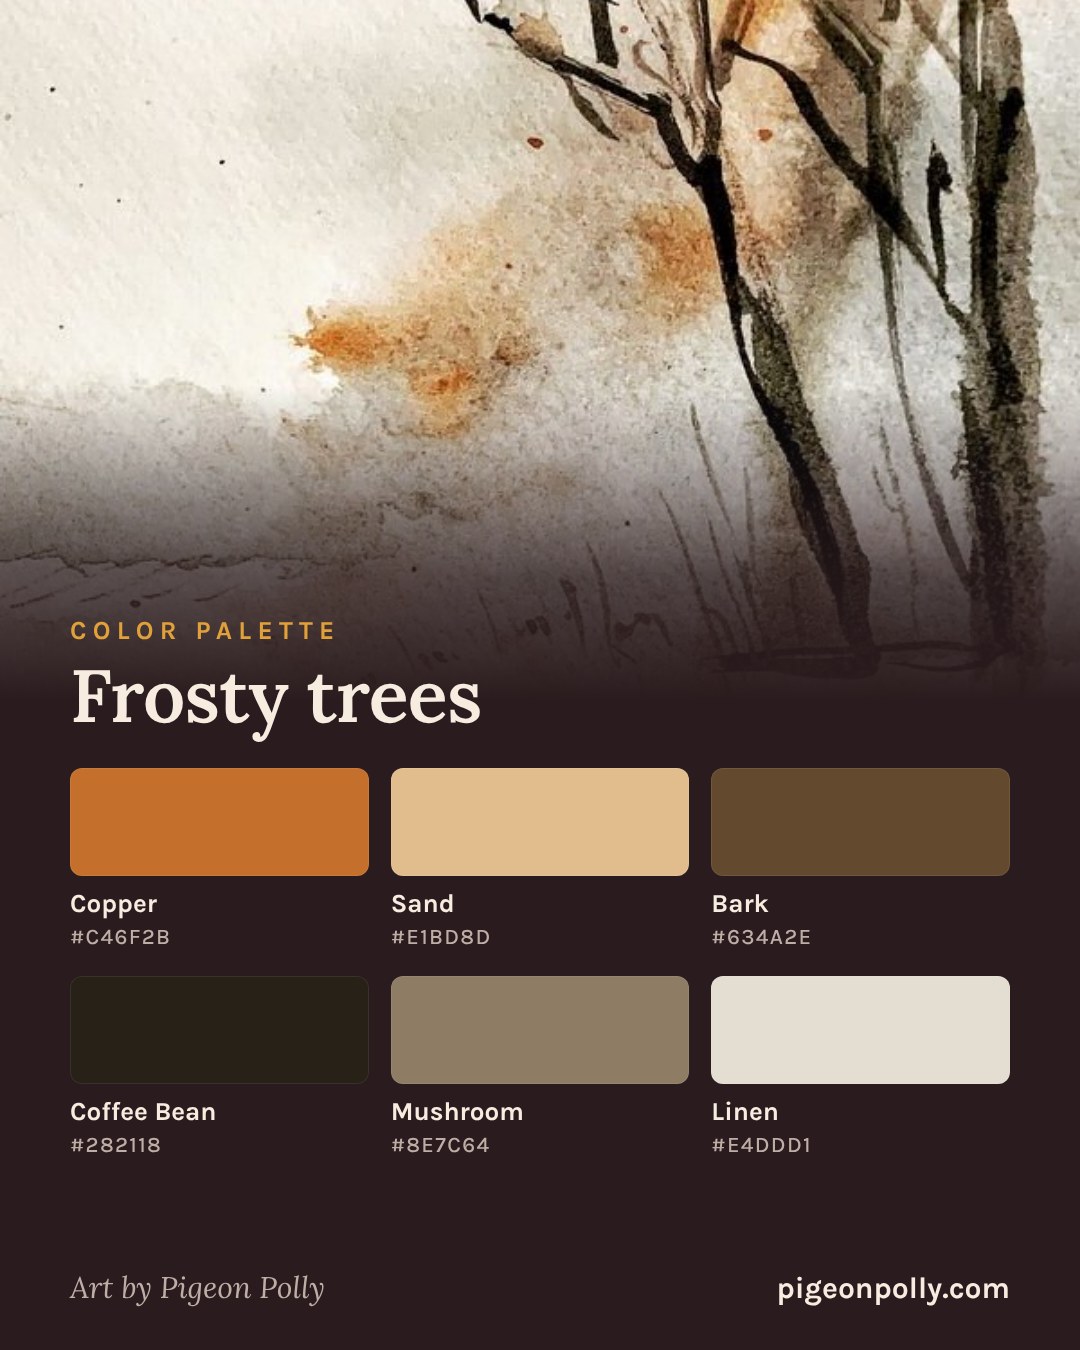 COLOR PALETTE
Frosty trees
Copper
#C46F2B
Sand
#E1BD8D
Bark
#634A2E
Coffee Bean
#282118
Mushroom
#8E7C64
Linen
#E4DDD1
Art by Pigeon Polly
pigeonpolly.com